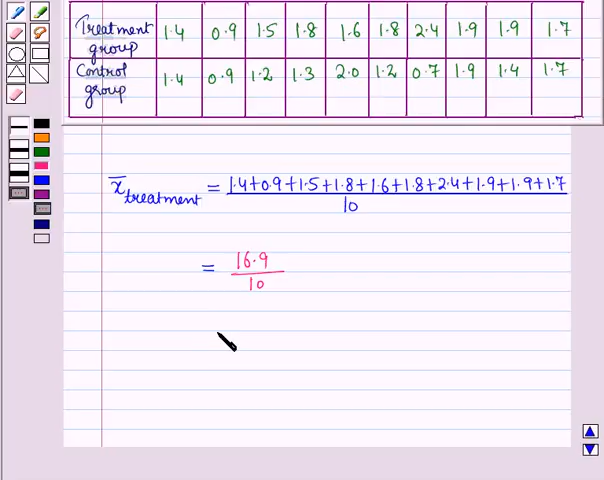 Treatment group 1.4 0.9 1.5 1.8 1.6 1.8 2.4 1.9 1.9 1.7
Control group 1.4 0.9 1.2 1.3 2.0 1.2 0.7 1.9 1.4 1.7
x̄treatment = 1.4+0.9+1.5+1.8+1.6+1.8+2.4+1.9+1.9+1.7
10
= 16.9
10